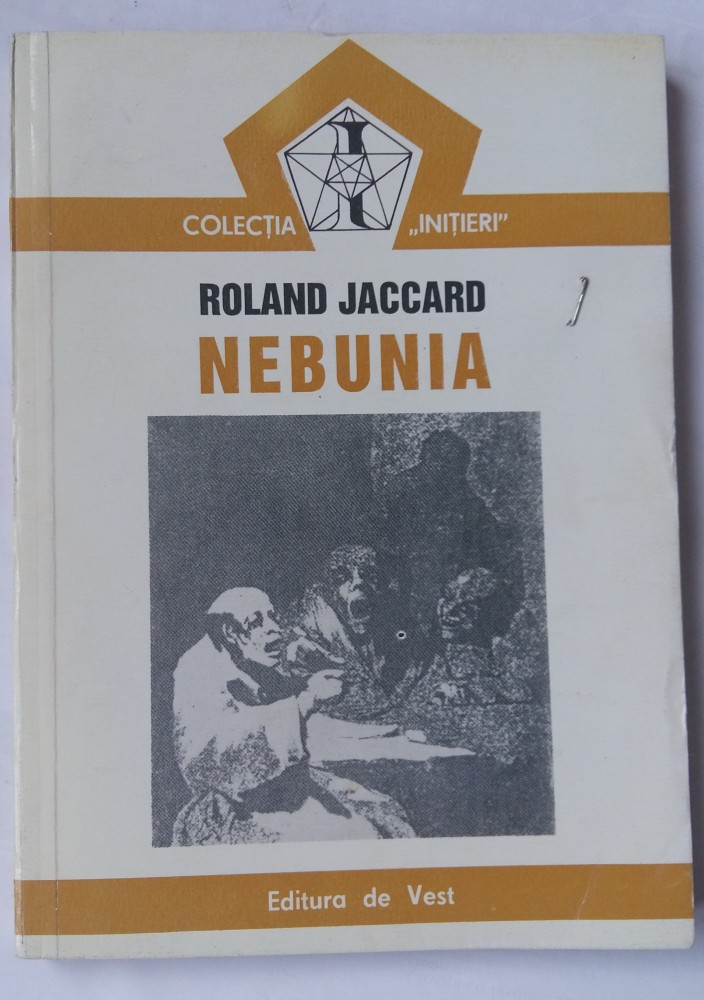 COLECȚIA „INIȚIERI”
ROLAND JACCARD
NEBUNIA
Editura de Vest